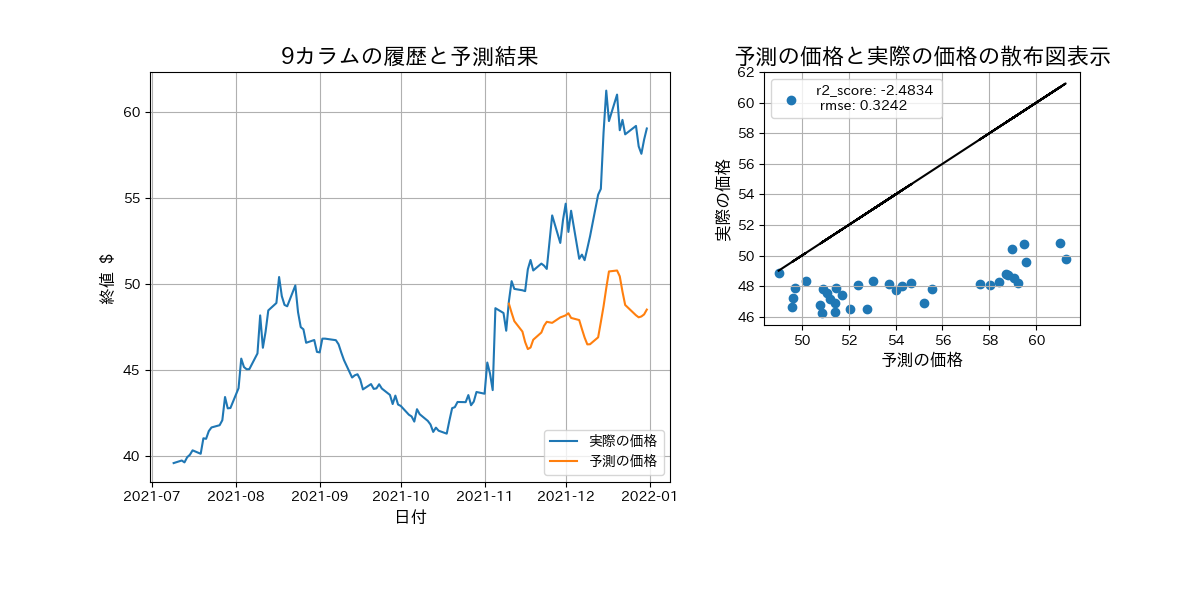 9カラムの履歴と予測結果
終値 $
60
55
50
45
40
2021-07 2021-08 2021-09 2021-10 2021-11 2021-12 2022-01
日付
実際の価格
予測の価格
予測の価格と実際の価格の散布図表示
実際の価格
62
60
58
56
54
52
50
48
46
r2_score: -2.4834
rmse: 0.3242
50 52 54 56 58 60
予測の価格